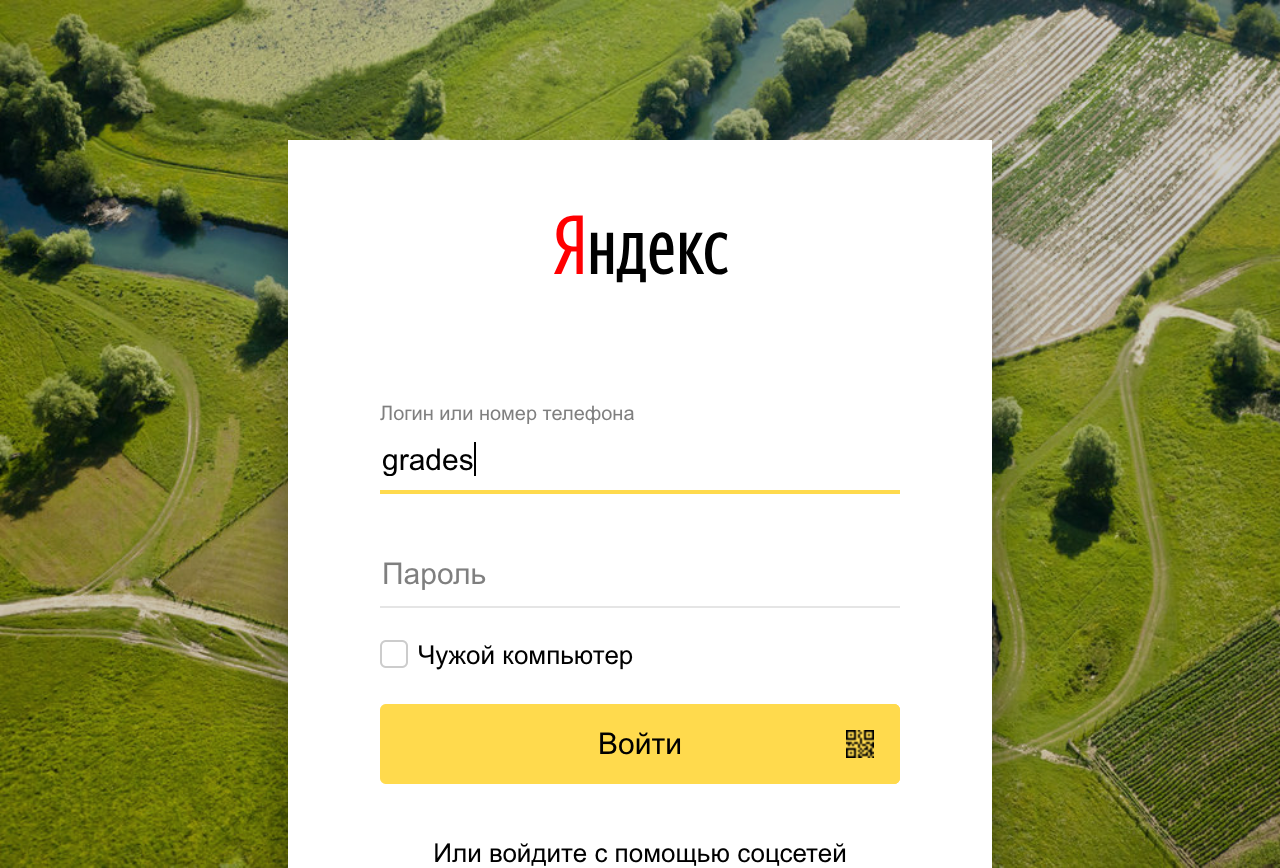 Яндекс
Логин или номер телефона
grades
Пароль
Чужой компьютер
Войти
Или войдите с помощью соцсетей